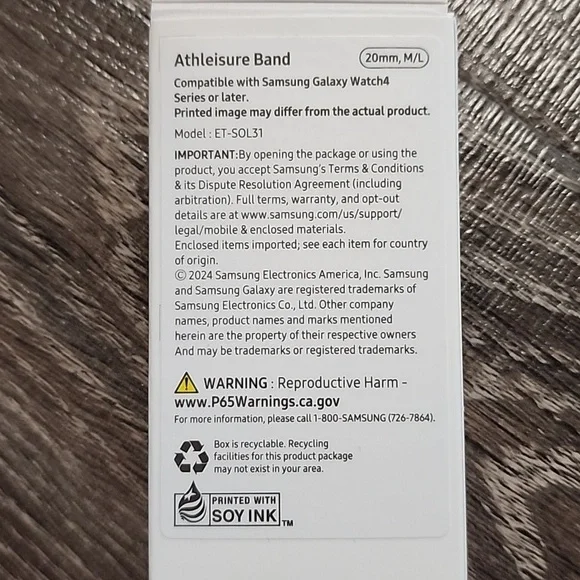 Athleisure Band
20mm, M/L
Compatible with Samsung Galaxy Watch4
Series or later.
Printed image may differ from the actual product.
Model : ET-SOL31
IMPORTANT:By opening the package or using the
product, you accept Samsung's Terms & Conditions
& its Dispute Resolution Agreement (including
arbitration). Full terms, warranty, and opt-out
details are at www.samsung.com/us/support/
legal/mobile & enclosed materials.
Enclosed items imported; see each item for country
of origin.
Ⓒ 2024 Samsung Electronics America, Inc. Samsung
and Samsung Galaxy are registered trademarks of
Samsung Electronics Co., Ltd. Other company
names, product names and marks mentioned
herein are the property of their respective owners
And may be trademarks or registered trademarks.
WARNING : Reproductive Harm -
www.P65Warnings.ca.gov
For more information, please call 1-800-SAMSUNG (726-7864).
Box is recyclable. Recycling
facilities for this product package
may not exist in your area.
PRINTED WITH
SOY INK™